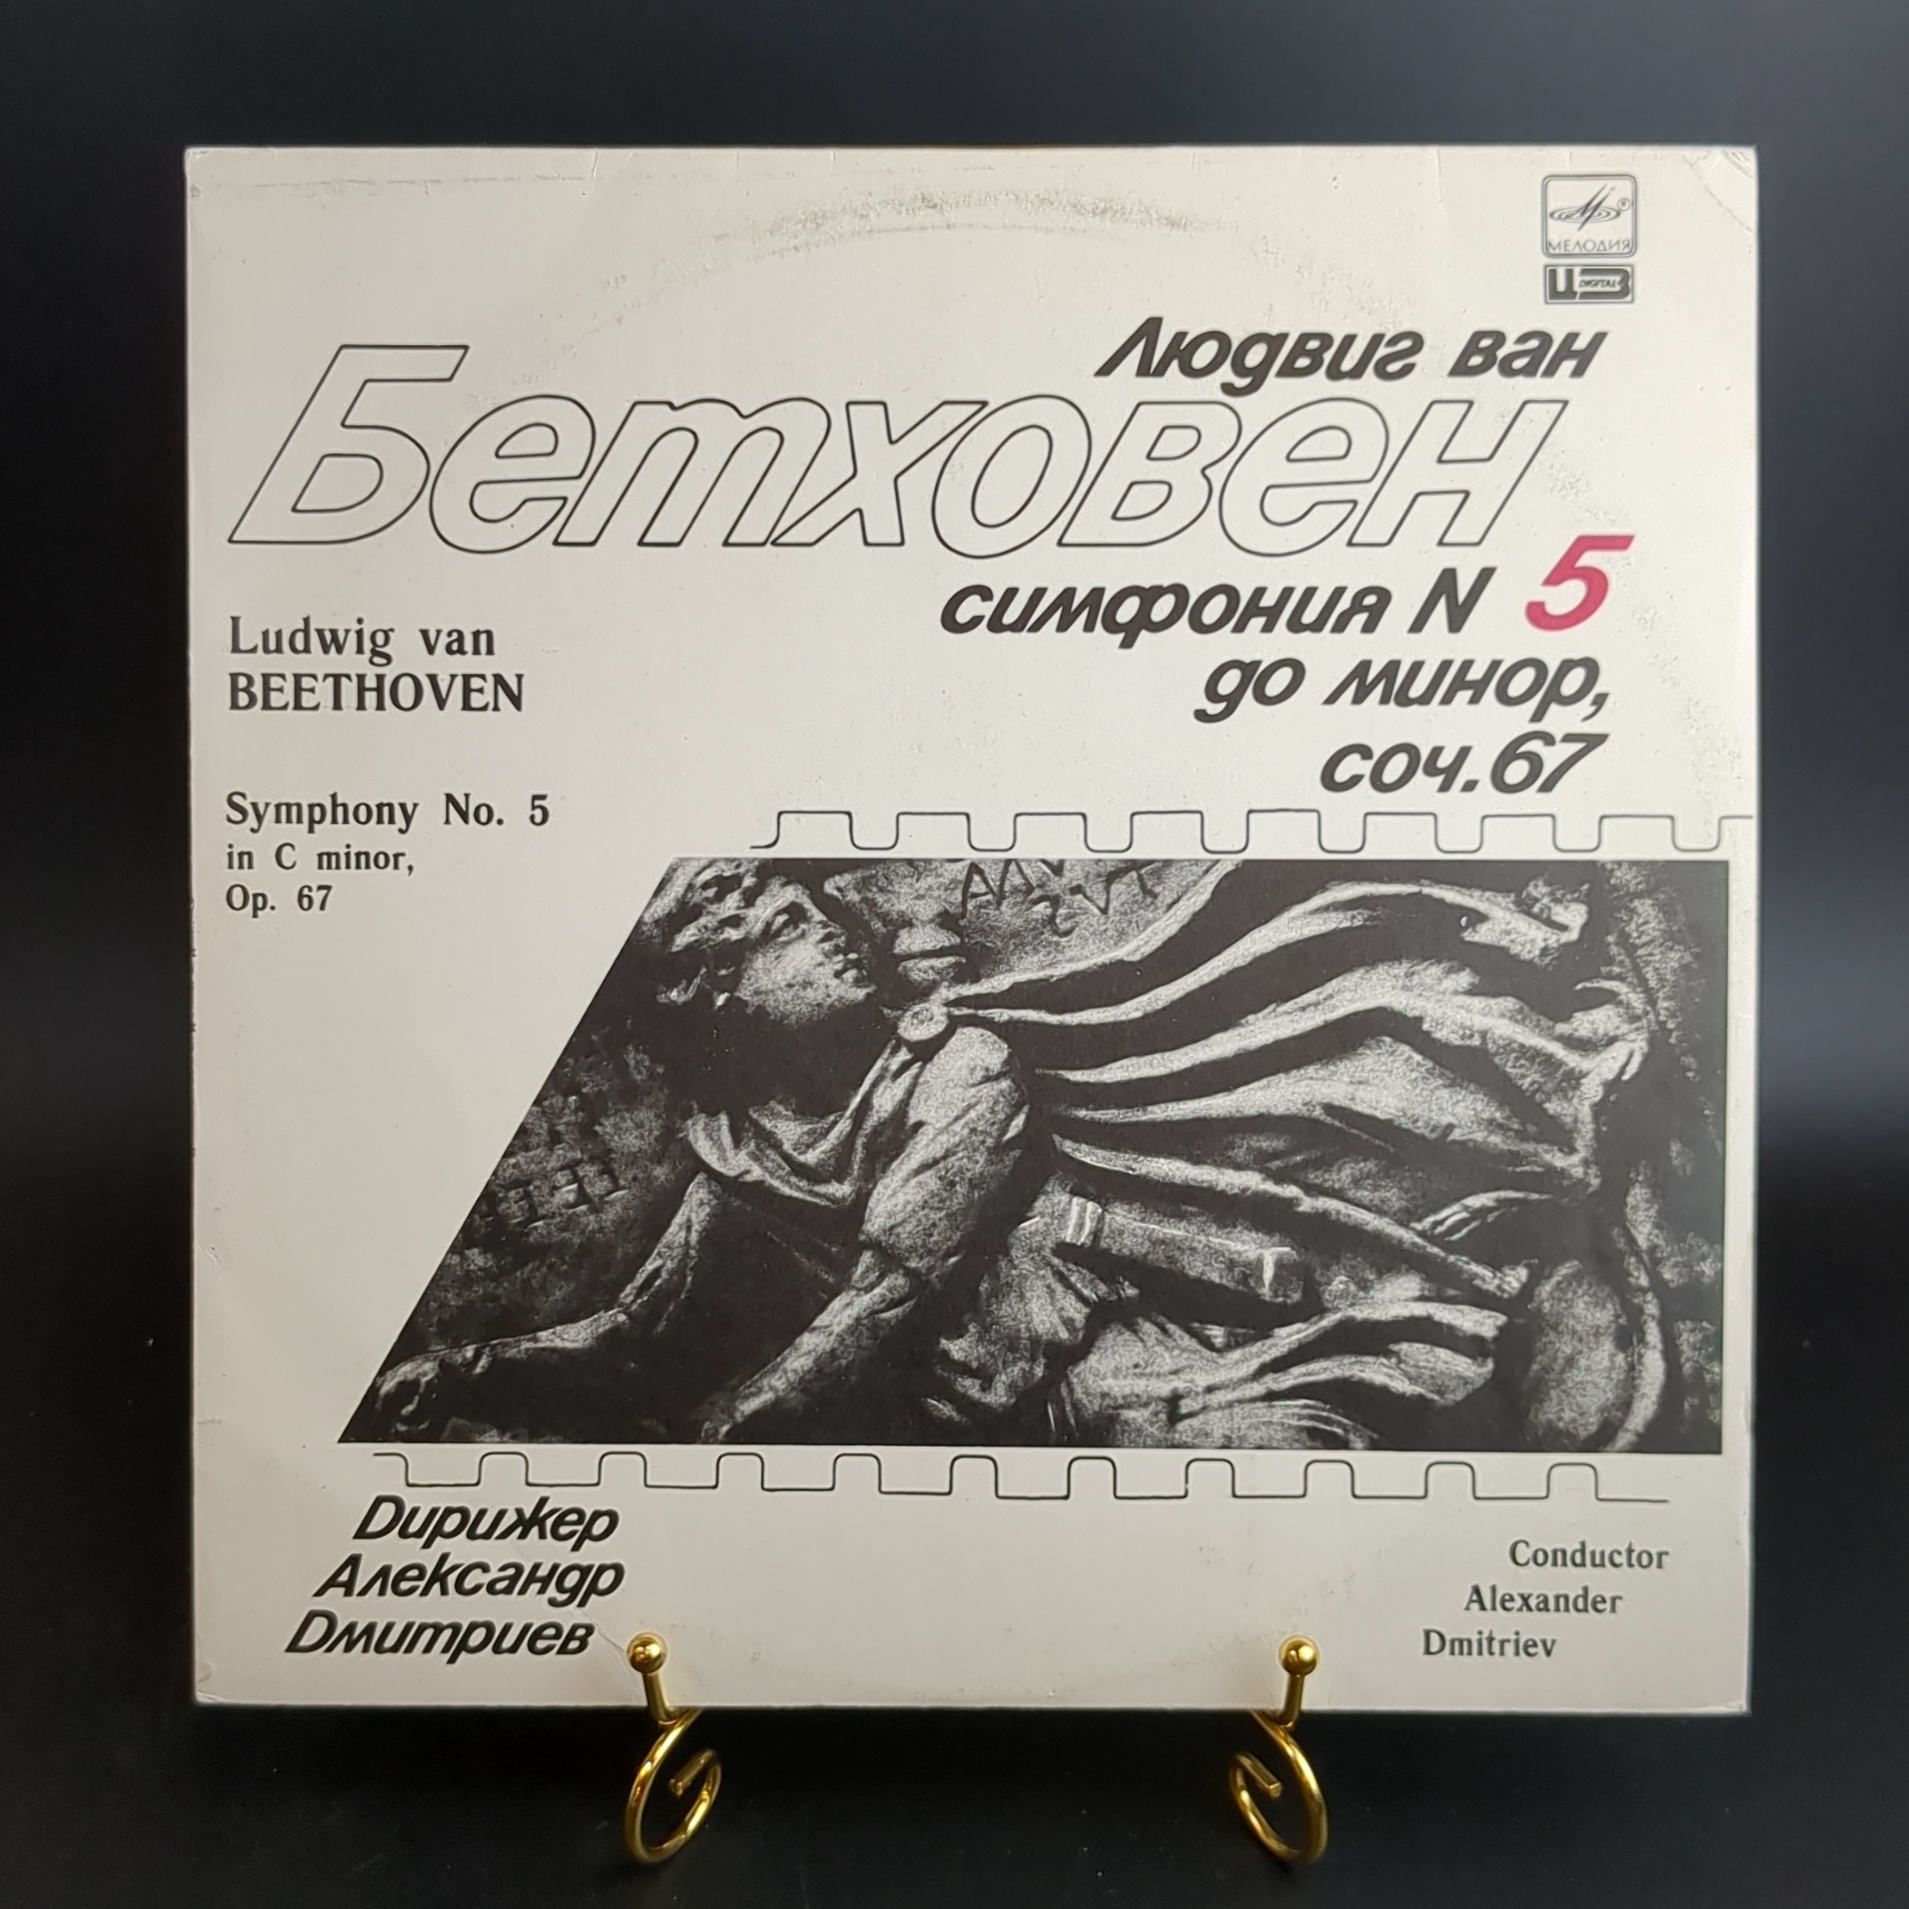 МЕЛОДИЯ
ЦЗ
DIGITAL
Людвиг ван
Бетховен
симфония N 5
до минор,
соч.67
Ludwig van
BEETHOVEN
Symphony No. 5
in C minor,
Op. 67
Дирижер
Александр
Дмитриев
Conductor
Alexander
Dmitriev